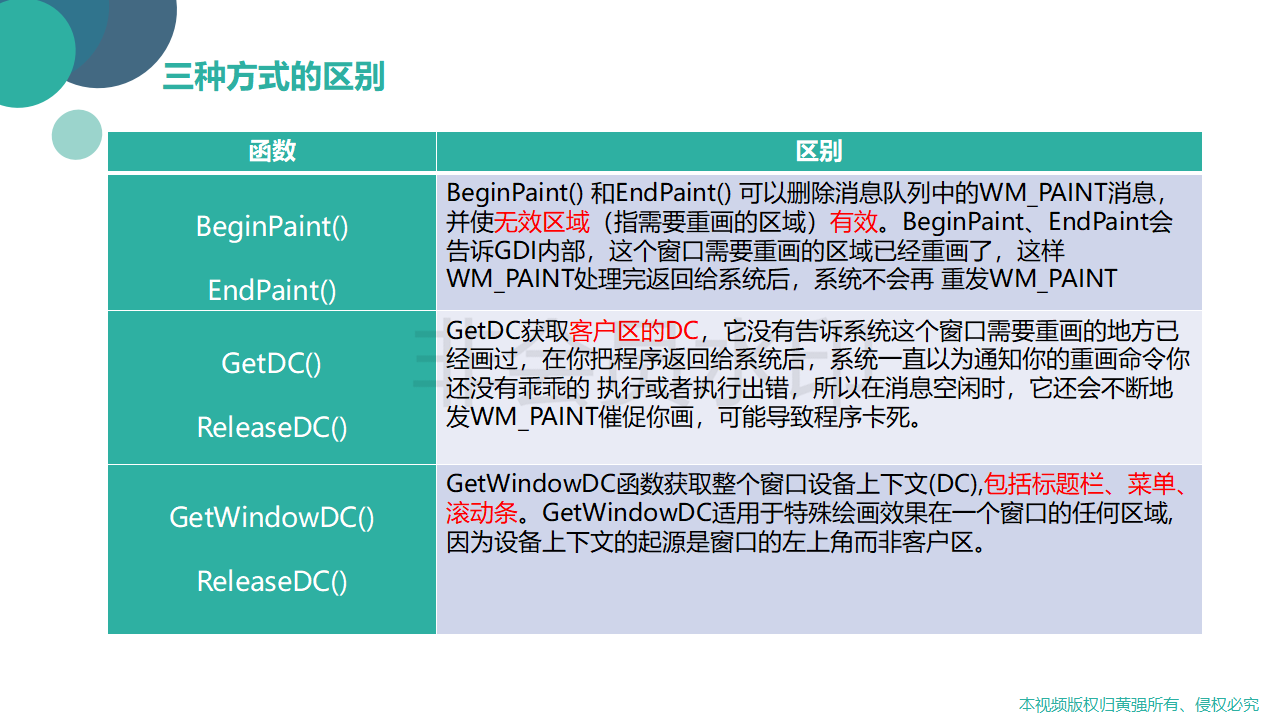 三种方式的区别
函数
区别
BeginPaint()
EndPaint()
BeginPaint() 和EndPaint() 可以删除消息队列中的WM_PAINT消息，
并使无效区域（指需要重画的区域）有效。BeginPaint、EndPaint会
告诉GDI内部，这个窗口需要重画的区域已经重画了，这样
WM_PAINT处理完返回给系统后，系统不会再 重发WM_PAINT
GetDC()
ReleaseDC()
GetDC获取客户区的DC，它没有告诉系统这个窗口需要重画的地方已
经画过，在你把程序返回给系统后，系统一直以为通知你的重画命令你
还没有乖乖的 执行或者执行出错，所以在消息空闲时，它还会不断地
发WM_PAINT催促你画，可能导致程序卡死。
GetWindowDC()
ReleaseDC()
GetWindowDC函数获取整个窗口设备上下文(DC),包括标题栏、菜单、
滚动条。GetWindowDC适用于特殊绘画效果在一个窗口的任何区域,
因为设备上下文的起源是窗口的左上角而非客户区。
非会员水印
本视频版权归黄强所有、侵权必究